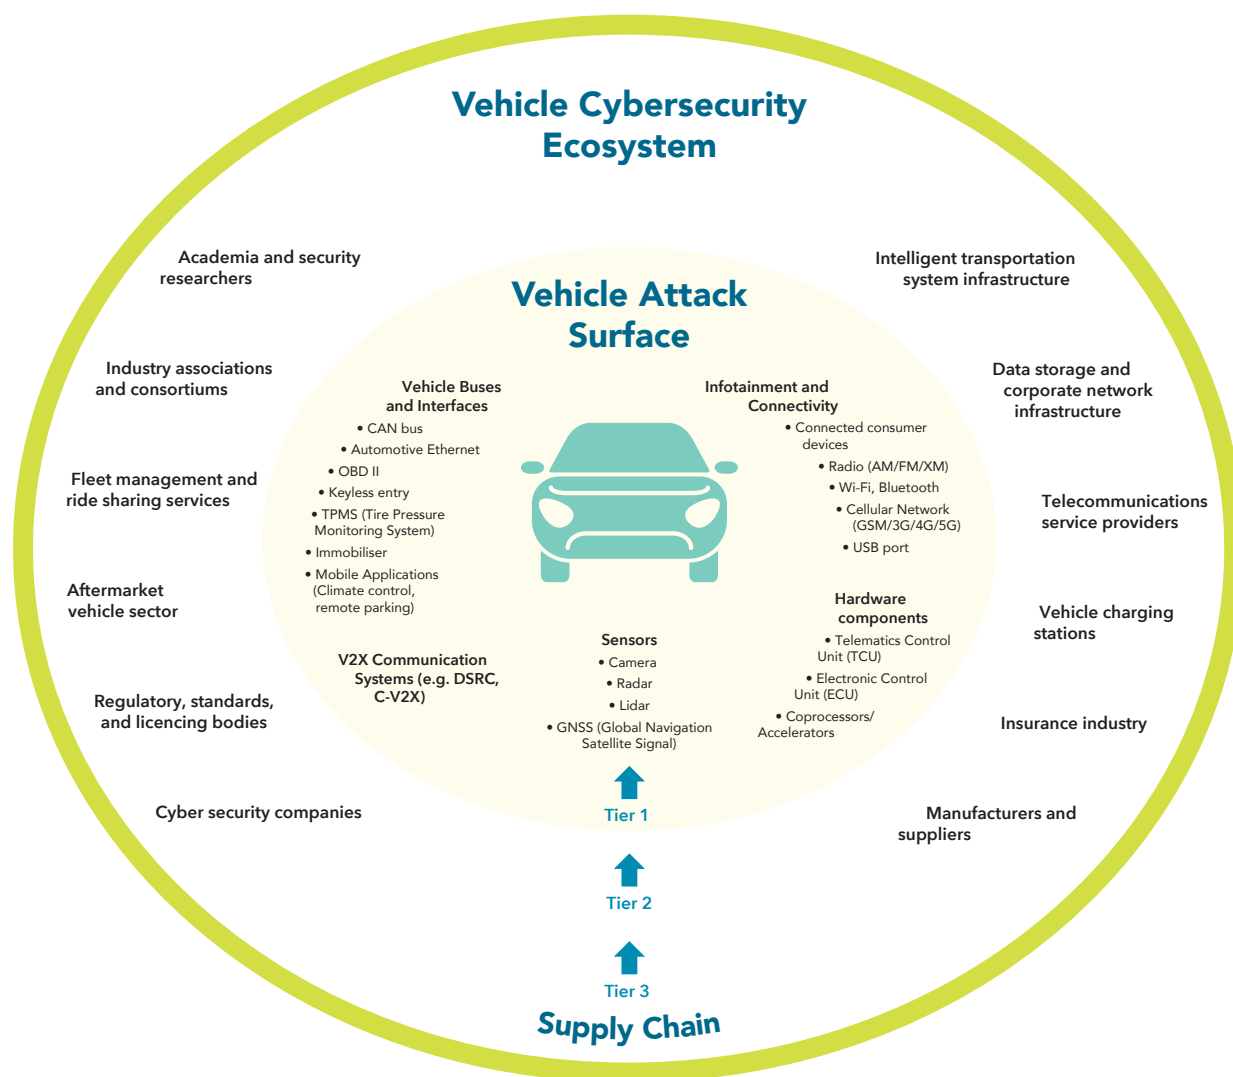 Vehicle Cybersecurity
Ecosystem
Academia and security
researchers
Industry associations
and consortiums
Fleet management and
ride sharing services
Aftermarket
vehicle sector
Regulatory, standards,
and licencing bodies
Cyber security companies
Intelligent transportation
system infrastructure
Data storage and
corporate network
infrastructure
Telecommunications
service providers
Vehicle charging
stations
Insurance industry
Manufacturers and
suppliers
Vehicle Attack
Surface
Vehicle Buses
and Interfaces
• CAN bus
• Automotive Ethernet
• OBD II
• Keyless entry
• TPMS (Tire Pressure
Monitoring System)
• Immobiliser
• Mobile Applications
(Climate control,
remote parking)
V2X Communication
Systems (e.g. DSRC,
C-V2X)
Sensors
• Camera
• Radar
• Lidar
• GNSS (Global Navigation
Satellite Signal)
Infotainment and
Connectivity
• Connected consumer
devices
• Radio (AM/FM/XM)
• Wi-Fi, Bluetooth
• Cellular Network
(GSM/3G/4G/5G)
• USB port
Hardware
components
• Telematics Control
Unit (TCU)
• Electronic Control
Unit (ECU)
• Coprocessors/
Accelerators
Tier 1
Tier 2
Tier 3
Supply Chain